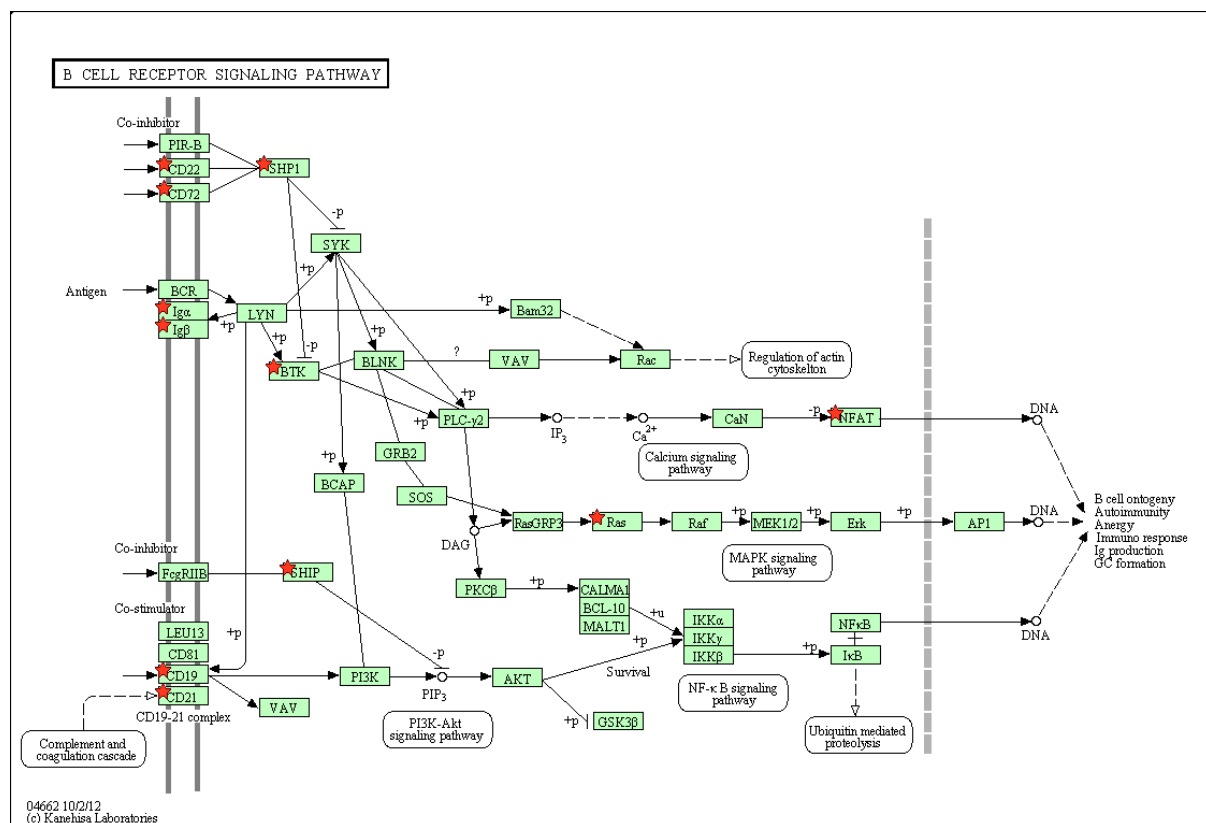 B CELL RECEPTOR SIGNALING PATHWAY
Co-inhibitor
PIR-B
CD22
SHP1
CD72
-p
SYK
+p
Antigen
BCR
Igα
LYN
+p
Bam32
Igβ
+p
+p
-p
+p
BTK
BLNK
?
VAV
Rac
Regulation of actin
cytoskelton
+p
+p
PLC-γ2
IP3
Ca2+
CaN
-p
NFAT
DNA
Calcium signaling
pathway
GRB2
+p
BCAP
SOS
RasGRP3
Ras
Raf
+p
MEK1/2
+p
Erk
+p
AP1
DNA
DAG
MAPK signaling
pathway
B cell ontogeny
Autoimmunity
Anergy
Immuno response
Ig production
GC formation
Co-inhibitor
FcgRIIB
SHIP
PKCβ
+p
CALMA1
BCL-10
MALT1
+u
Co-stimulator
LEU13
CD81
CD19
CD21
CD19-21 complex
+p
VAV
PI3K
-p
PIP3
AKT
+p
Survival
IKKα
IKKγ
IKKβ
+p
NFκB
IκB
DNA
+p
GSK3β
PI3K-Akt
signaling pathway
NF-κ B signaling
pathway
Ubiquitin mediated
proteolysis
Complement and
coagulation cascade
04662 10/2/12
(c) Kanehisa Laboratories